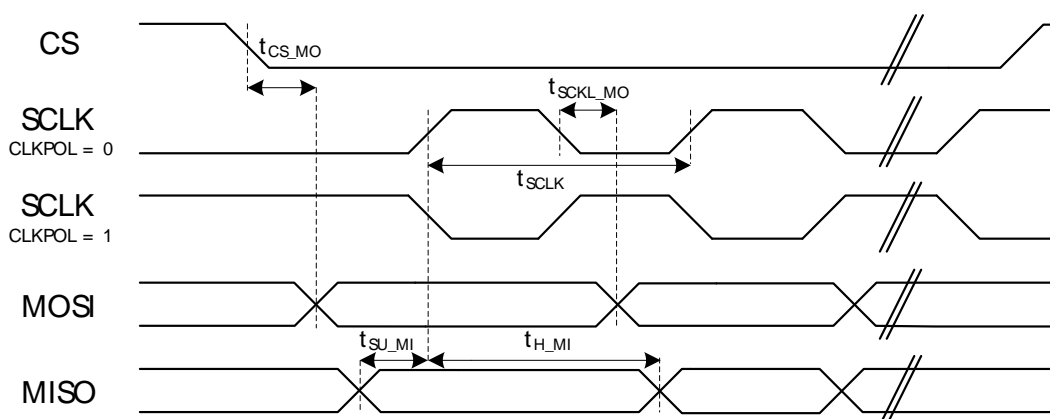 CS
tCS_MO
tSCKL_MO
SCLK
CLKPOL = 0
tSCLK
SCLK
CLKPOL = 1
MOSI
tSU_MI
tH_MI
MISO